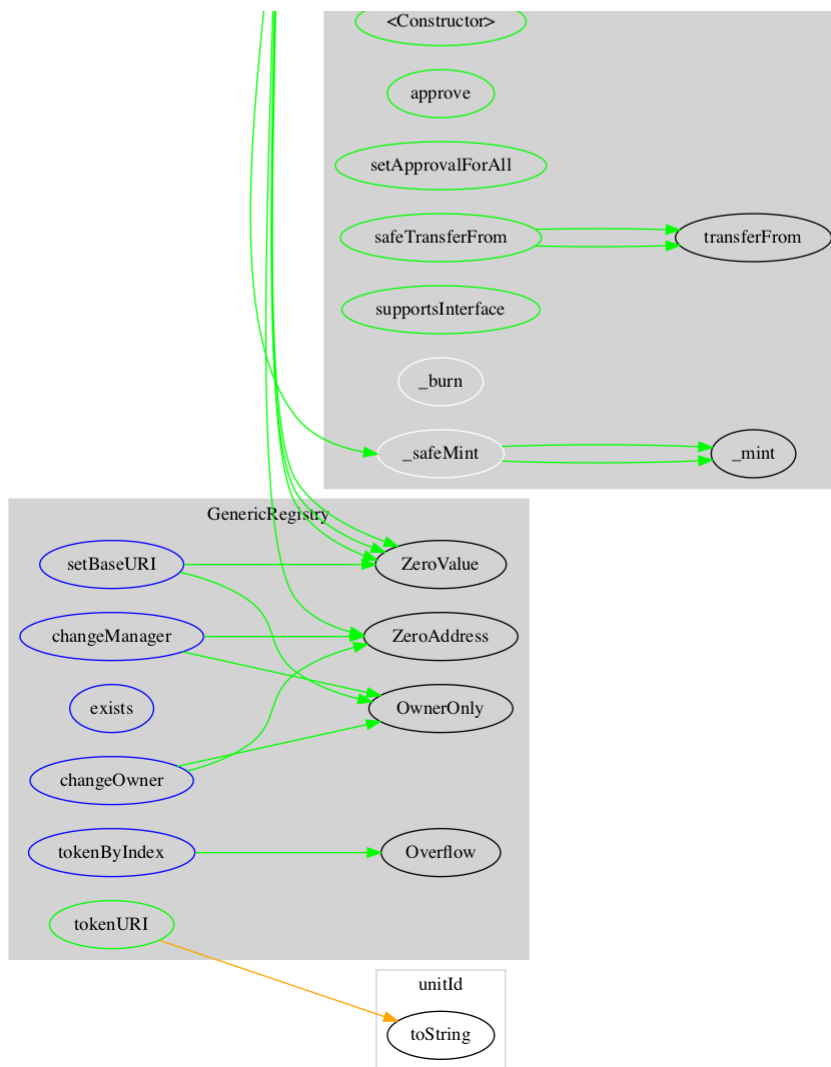 <Constructor>
approve
setApprovalForAll
safeTransferFrom
transferFrom
supportsInterface
_burn
_safeMint
_mint
GenericRegistry
setBaseURI
ZeroValue
changeManager
ZeroAddress
exists
OwnerOnly
changeOwner
tokenByIndex
Overflow
tokenURI
unitId
toString